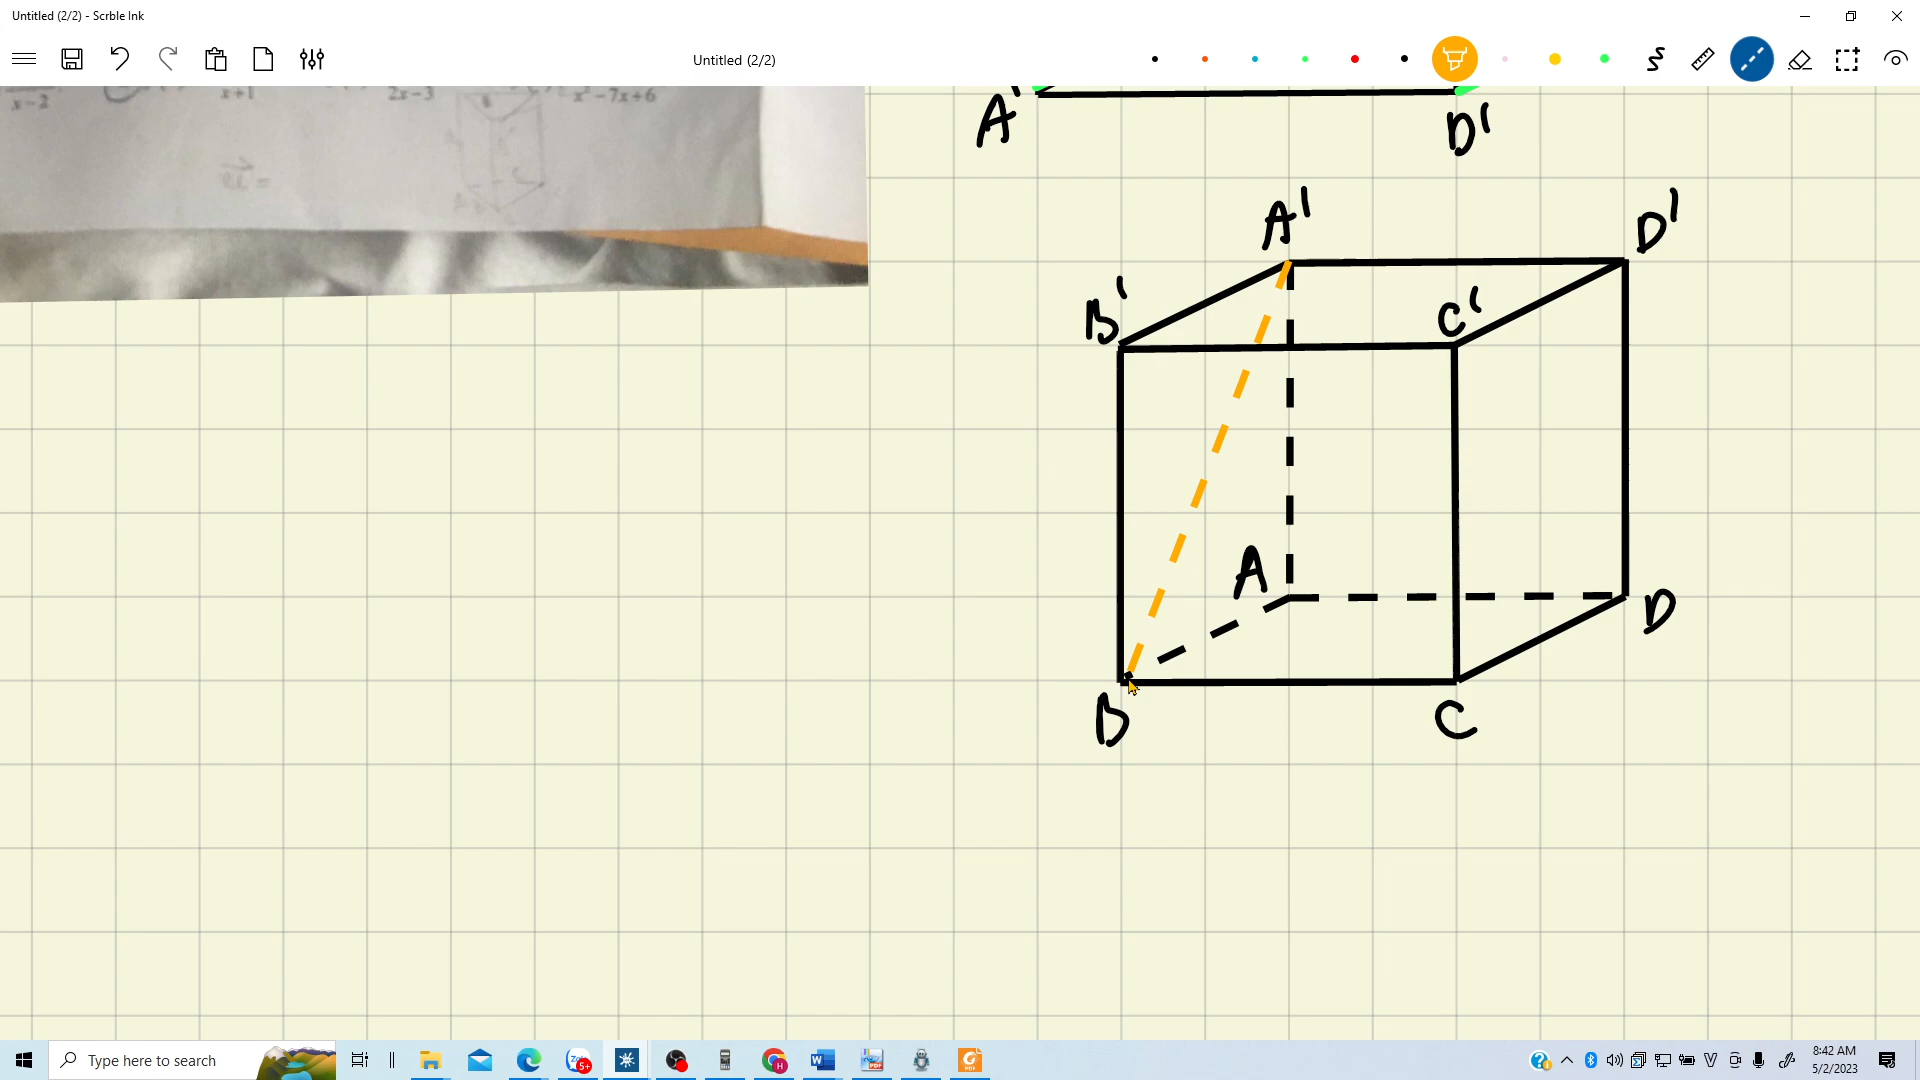 Untitled (2/2) - Scrble Ink
Untitled (2/2)
x-2
x+1
2x-3
x² -7x+6
A'
D'
A'
D'
B'
C'
A
D
B
C
Type here to search
5+
8:42 AM
5/2/2023